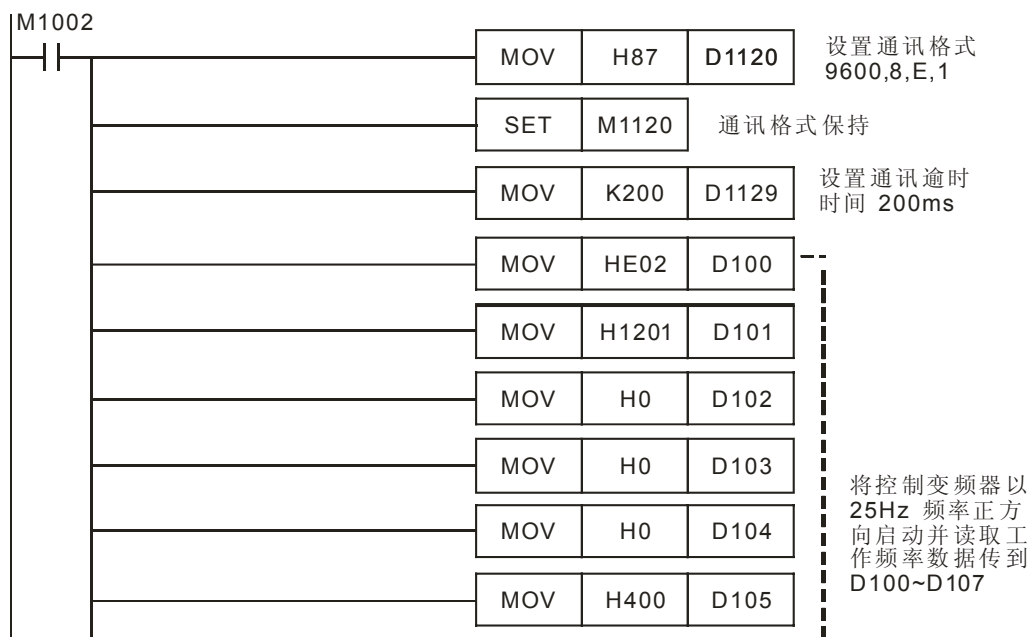 M1002
MOV H87 D1120
设置通讯格式
9600,8,E,1
SET M1120
通讯格式保持
MOV K200 D1129
设置通讯逾时
时间 200ms
MOV HE02 D100
MOV H1201 D101
MOV H0 D102
MOV H0 D103
MOV H0 D104
MOV H400 D105
将控制变频器以
25Hz 频率正方
向启动并读取工
作频率数据传到
D100~D107